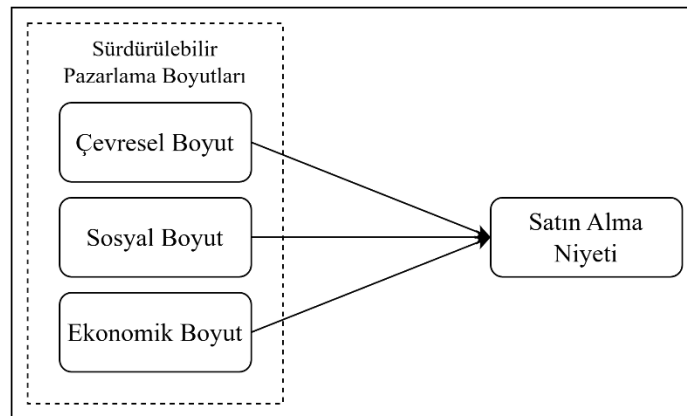 Sürdürülebilir
Pazarlama Boyutları
Çevresel Boyut
Sosyal Boyut
Ekonomik Boyut
Satın Alma
Niyeti